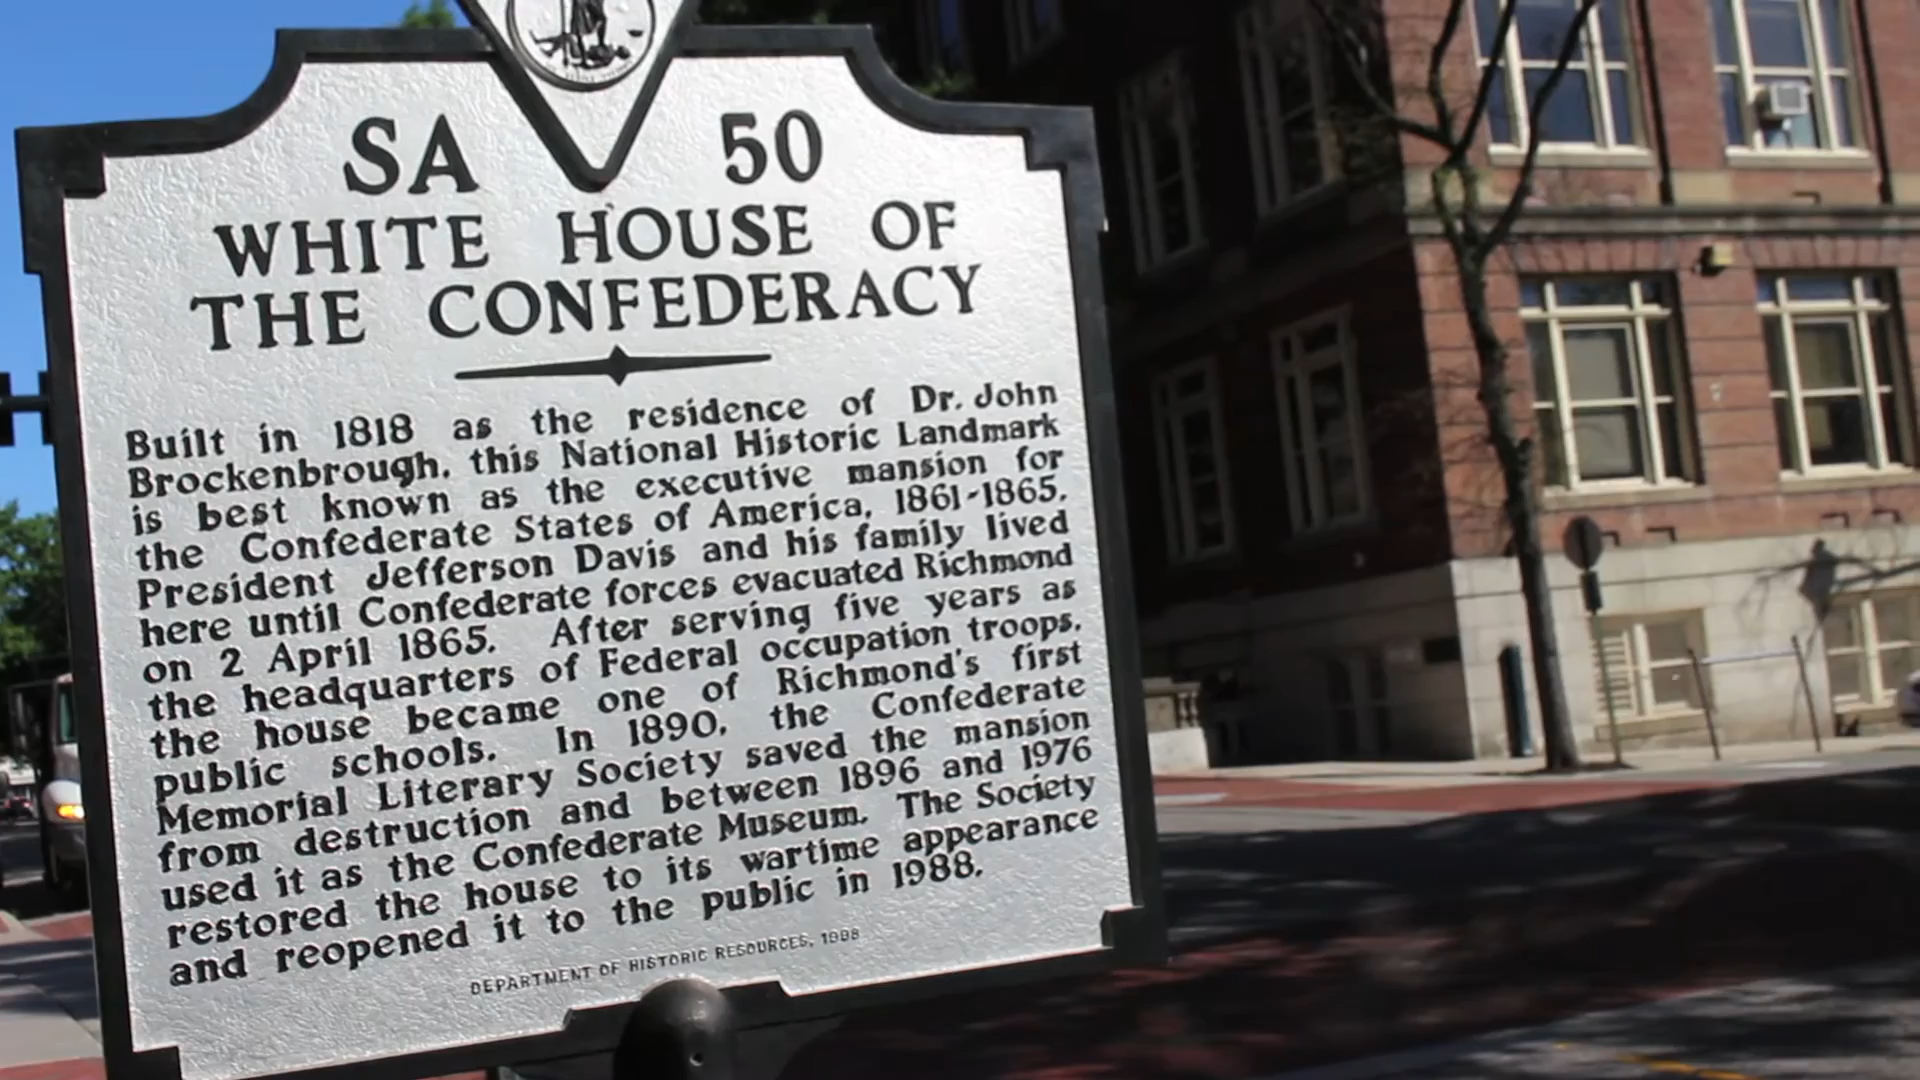 SA 50
WHITE HOUSE OF
THE CONFEDERACY
Built in 1818 as the residence of Dr. John
Brockenbrough, this National Historic Landmark
is best known as the executive mansion for
the Confederate States of America, 1861-1865.
President Jefferson Davis and his family lived
here until Confederate forces evacuated Richmond
on 2 April 1865. After serving five years as
the headquarters of Federal occupation troops,
the house became one of Richmond's first
public schools. In 1890, the Confederate
Memorial Literary Society saved the mansion
from destruction and between 1896 and 1976
used it as the Confederate Museum. The Society
restored the house to its wartime appearance
and reopened it to the public in 1988.
DEPARTMENT OF HISTORIC RESOURCES, 1998